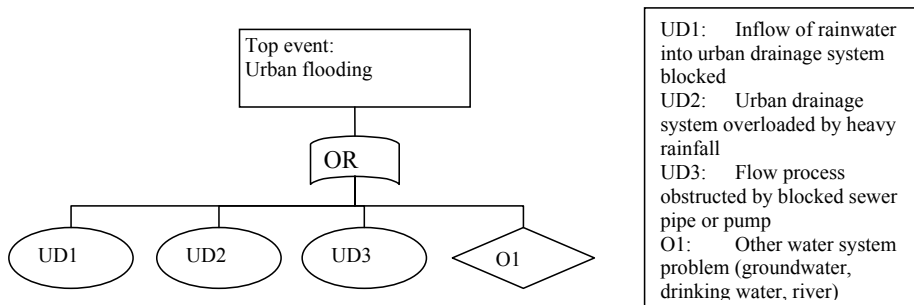 Top event:
Urban flooding
OR
UD1
UD2
UD3
O1
UD1: Inflow of rainwater
into urban drainage system
blocked
UD2: Urban drainage
system overloaded by heavy
rainfall
UD3: Flow process
obstructed by blocked sewer
pipe or pump
O1: Other water system
problem (groundwater,
drinking water, river)